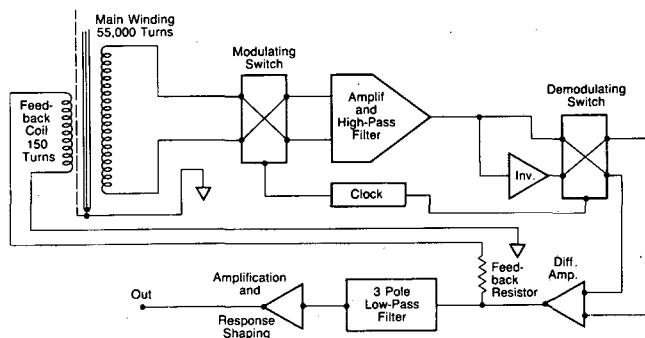 Main Winding
55,000 Turns
Modulating
Switch
Demodulating
Switch
Feed-
back
Coil
150
Turns
Amplif
and
High-Pass
Filter
Inv.
Clock
Amplification
and
Response
Shaping
Out
3 Pole
Low-Pass
Filter
Feed-
back
Resistor
Diff.
Amp.